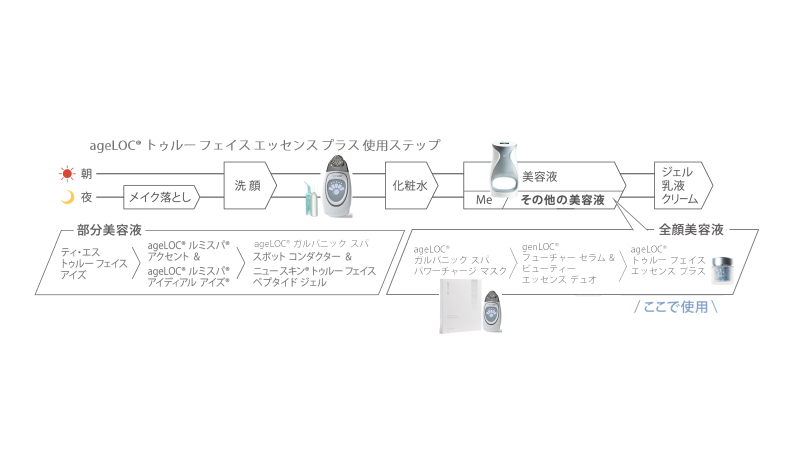 ageLOC® トゥルー フェイス エッセンス プラス 使用ステップ
朝
夜
メイク落とし
洗顔
化粧水
美容液
Me
その他の美容液
ジェル
乳液
クリーム
部分美容液
ティ・エス
トゥルー フェイス
アイズ
ageLOC® ルミスパ®
アクセント &
ageLOC® ルミスパ®
アイディアル アイズ®
ageLOC® ガルバニック スパ
スポット コンダクター &
ニュースキン® トゥルー フェイス
ペプタイド ジェル
全顔美容液
ageLOC®
ガルバニック スパ
パワーチャージ マスク
genLOC®
フューチャー セラム &
ビューティー
エッセンス デュオ
ageLOC®
トゥルー フェイス
エッセンス プラス
ここで使用